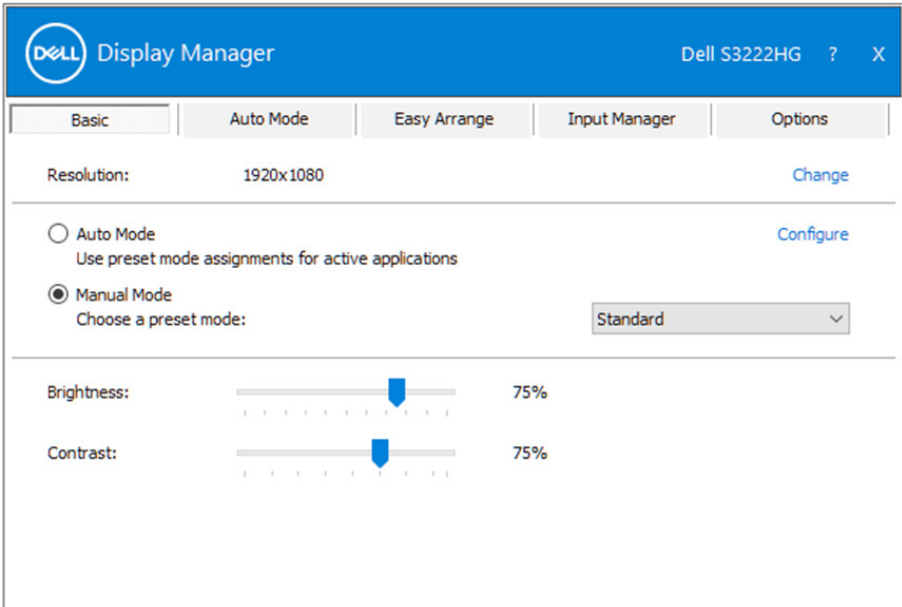 DELL Display Manager Dell S3222HG ? X
Basic Auto Mode Easy Arrange Input Manager Options
Resolution: 1920x1080 Change
Auto Mode Configure
Use preset mode assignments for active applications
Manual Mode
Choose a preset mode: Standard
Brightness: 75%
Contrast: 75%